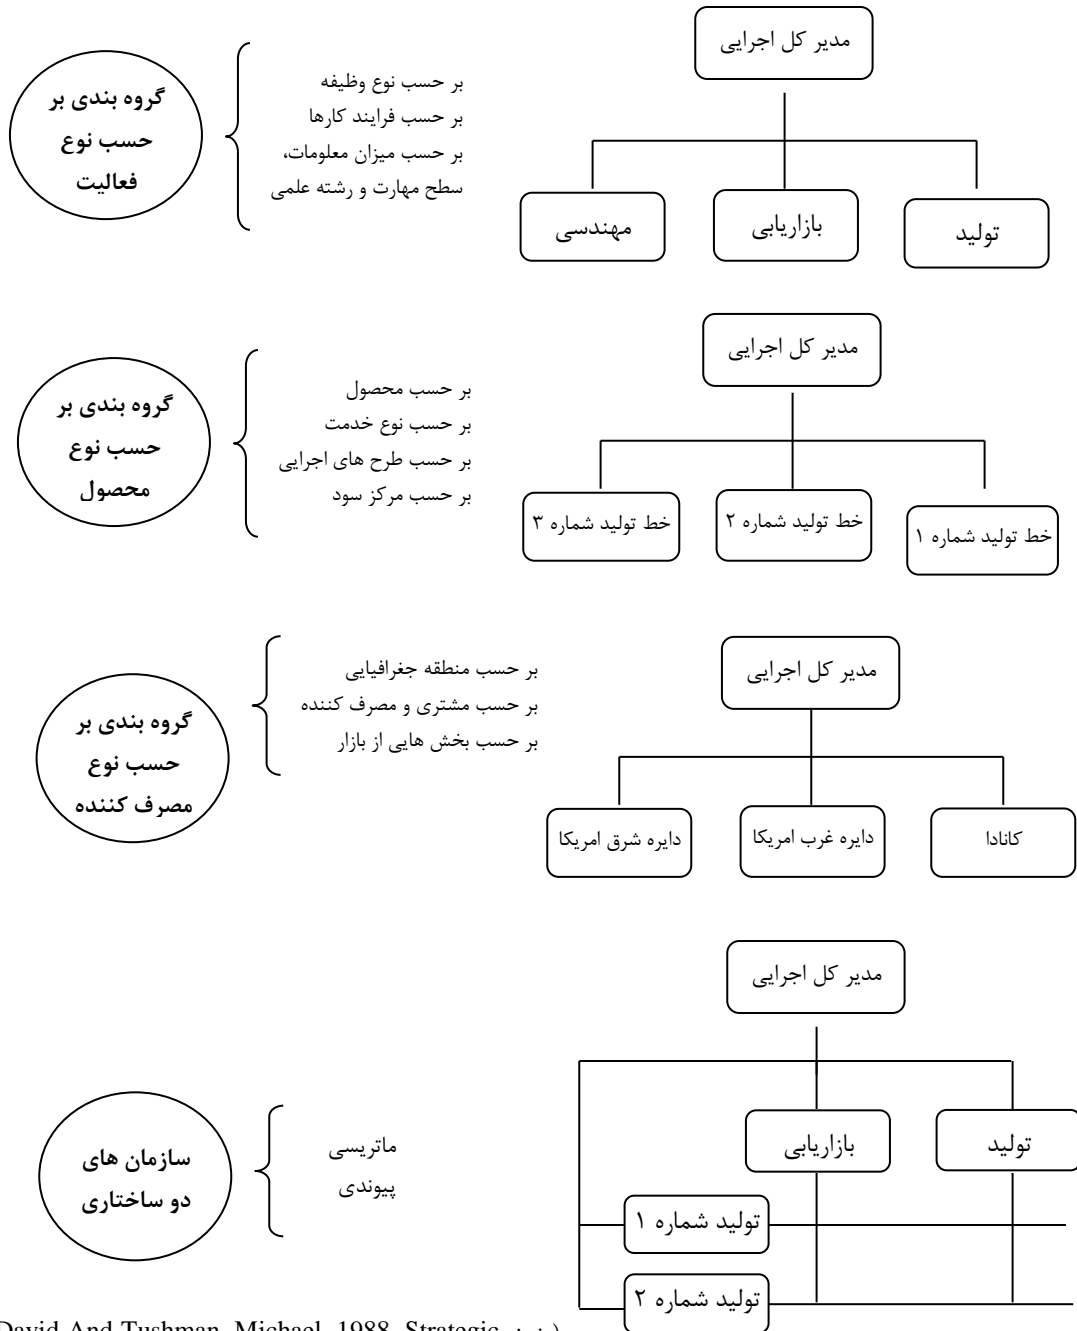 مدیر کل اجرایی
گروه بندی بر
حسب نوع
فعالیت
بر حسب نوع وظیفه
بر حسب فرایند کارها
بر حسب میزان معلومات،
سطح مهارت و رشته علمی
تولید
بازاریابی
مهندسی
مدیر کل اجرایی
گروه بندی بر
حسب نوع
محصول
بر حسب محصول
بر حسب نوع خدمت
بر حسب طرح های اجرایی
بر حسب مرکز سود
خط تولید شماره ۱
خط تولید شماره ۲
خط تولید شماره ۳
مدیر کل اجرایی
گروه بندی بر
حسب نوع
مصرف کننده
بر حسب منطقه جغرافیایی
بر حسب مشتری و مصرف کننده
بر حسب بخش هایی از بازار
کانادا
دایره غرب امریکا
دایره شرق امریکا
مدیر کل اجرایی
سازمان های
دو ساختاری
ماتریسی
پیوندی
تولید
بازاریابی
تولید شماره ۱
تولید شماره ۲
David And Tushman, Michael, 1988, Strategic